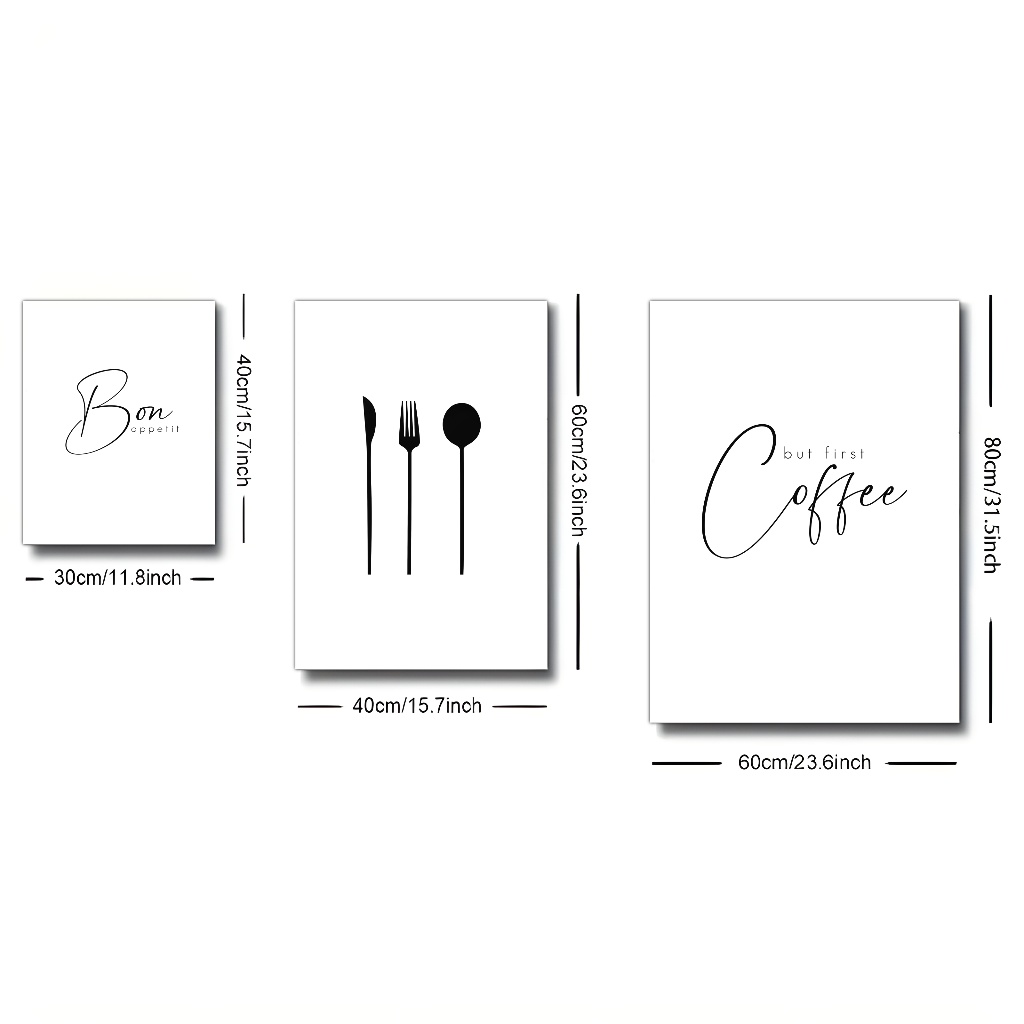 Bon
appetit
40cm/15.7inch
30cm/11.8inch
60cm/23.6inch
40cm/15.7inch
but first
Coffee
80cm/31.5inch
60cm/23.6inch